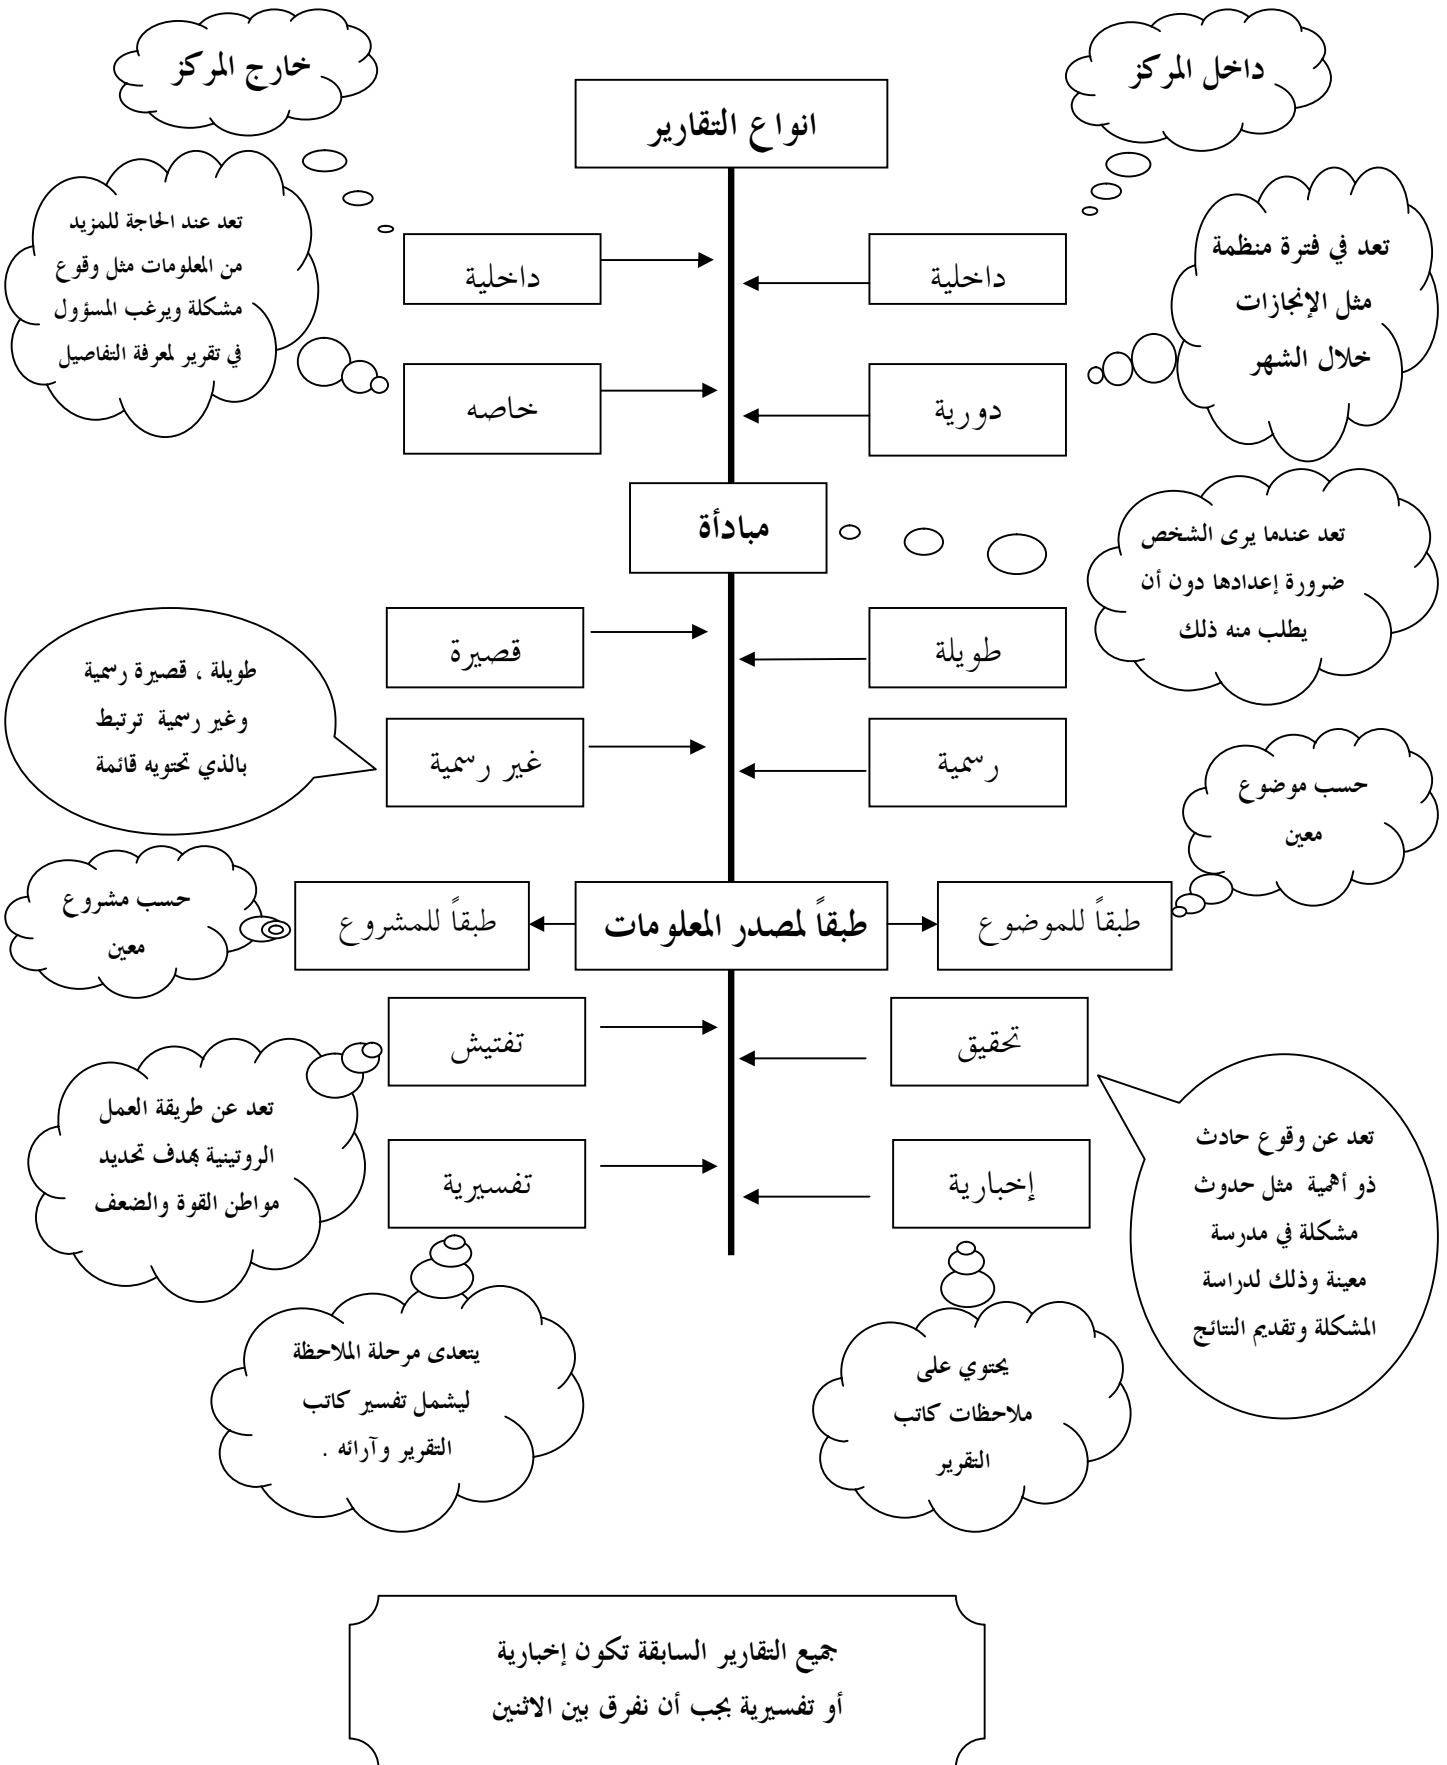 داخل المركز
خارج المركز
انواع التقارير
تعد في فترة منظمة
مثل الإنجازات
خلال الشهر
داخلية
داخلية
تعد عند الحاجة للمزيد
من المعلومات مثل وقوع
مشكلة ويرغب المسؤول
في تقرير لمعرفة التفاصيل
دورية
خاصه
مبادأة
تعد عندما يرى الشخص
ضرورة إعدادها دون أن
يطلب منه ذلك
طويلة
قصيرة
طويلة ، قصيرة رسمية
وغير رسمية ترتبط
بالذي تحتويه قائمة
رسمية
غير رسمية
حسب موضوع
معين
طبقاً للموضوع
طبقاً لمصدر المعلومات
طبقاً للمشروع
حسب مشروع
معين
تحقيق
تفتيش
تعد عن وقوع حادث
ذو أهمية مثل حدوث
مشكلة في مدرسة
معينة وذلك لدراسة
المشكلة وتقديم النتائج
تعد عن طريقة العمل
الروتينية بهدف تحديد
مواطن القوة والضعف
إخبارية
تفسيرية
يحتوي على
ملاحظات كاتب
التقرير
يتعدى مرحلة الملاحظة
ليشمل تفسير كاتب
التقرير وآرائه .
جميع التقارير السابقة تكون إخبارية
أو تفسيرية يجب أن نفرق بين الاثنين